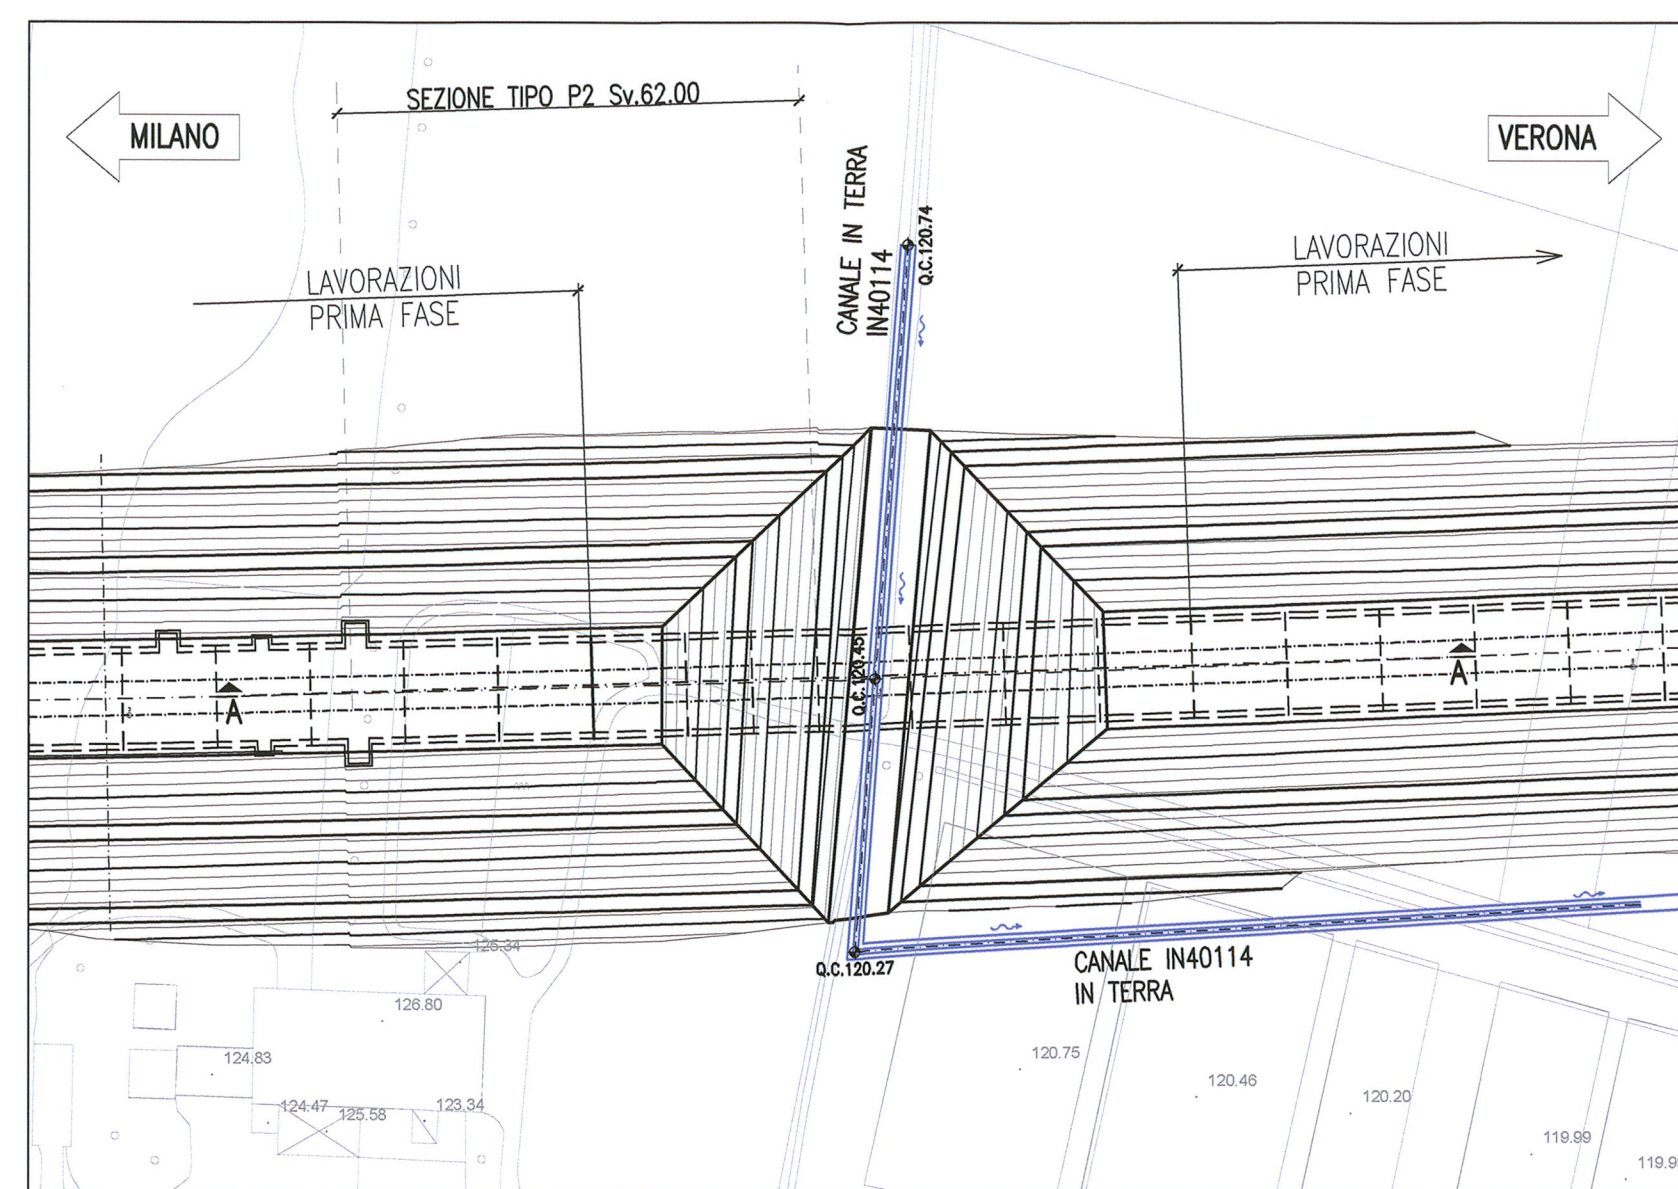 SEZIONE TIPO P2 Sv.62.00
MILANO
VERONA
CANALE IN TERRA
IN40114
Q.C.120.74
LAVORAZIONI
PRIMA FASE
LAVORAZIONI
PRIMA FASE
Q.C.120.45
A
A
Q.C.120.27
CANALE IN40114
IN TERRA
125.34
126.80
124.83
124.47
125.58
123.34
120.75
120.46
120.20
119.99
119.9